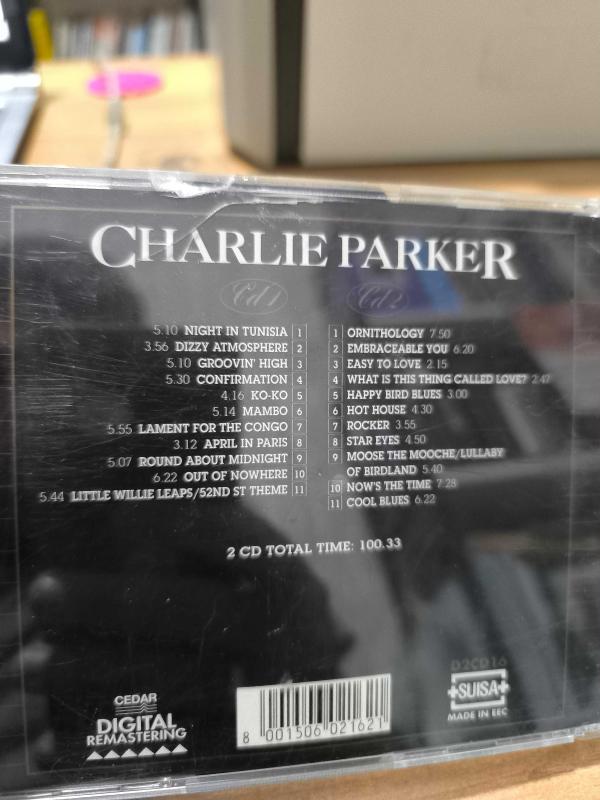 CHARLIE PARKER
Cd 1
5.10 NIGHT IN TUNISIA 1
3.56 DIZZY ATMOSPHERE 2
5.10 GROOVIN' HIGH 3
5.30 CONFIRMATION 4
4.16 KO-KO 5
5.14 MAMBO 6
5.55 LAMENT FOR THE CONGO 7
3.12 APRIL IN PARIS 8
5.07 ROUND ABOUT MIDNIGHT 9
6.22 OUT OF NOWHERE 10
5.44 LITTLE WILLIE LEAPS/52ND ST THEME 11
Cd 2
1 ORNITHOLOGY 7.50
2 EMBRACEABLE YOU 6.20
3 EASY TO LOVE 2.15
4 WHAT IS THIS THING CALLED LOVE? 2.47
5 HAPPY BIRD BLUES 3.00
6 HOT HOUSE 4.30
7 ROCKER 3.55
8 STAR EYES 4.50
9 MOOSE THE MOOCHE/LULLABY
OF BIRDLAND 5.40
10 NOW'S THE TIME 7.28
11 COOL BLUES 6.22
2 CD TOTAL TIME: 100.33
CEDAR
DIGITAL
REMASTERING
8 001506 021621
D2CD16
SUISA
MADE IN EEC